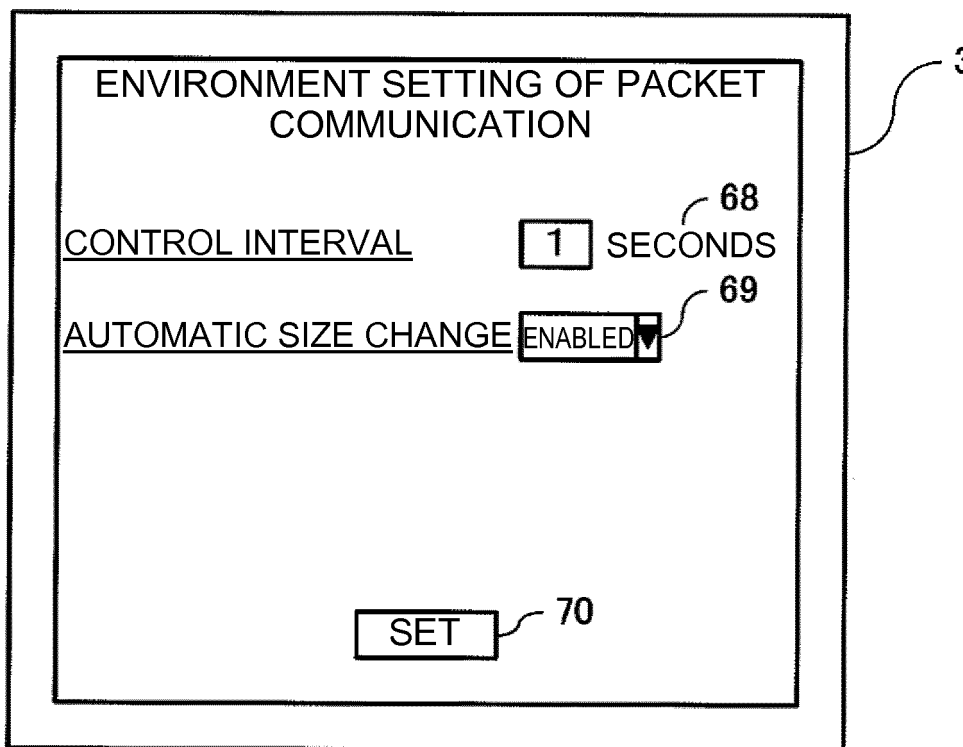 ENVIRONMENT SETTING OF PACKET
COMMUNICATION
68
CONTROL INTERVAL 1 SECONDS
69
AUTOMATIC SIZE CHANGE ENABLED
SET 70